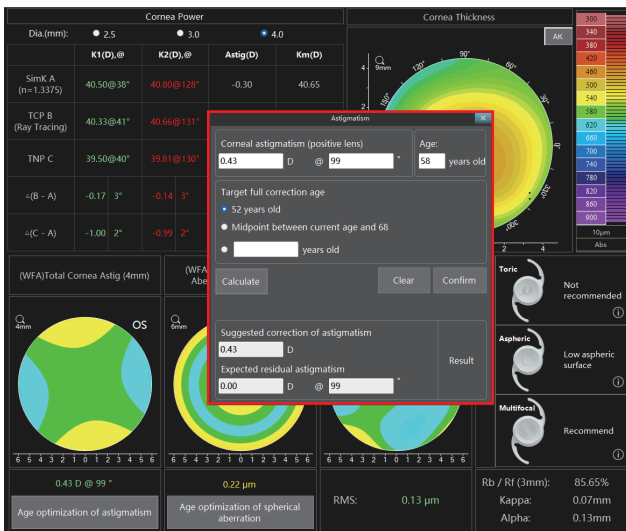 Cornea Power
Cornea Thickness
Dia.(mm): 2.5 3.0 4.0
AK
K1(D),@ K2(D),@ Astig(D) Km(D)
SimK A
(n=1.3375)
40.50@38° 40.80@128° -0.30 40.65
TCP B
(Ray Tracing)
40.33@41° 40.66@131°
TNP C
39.50@40° 39.81@130°
▵(B - A) -0.17 3° -0.14 3°
▵(C - A) -1.00 2° -0.99 2°
4
2
9mm
150°
120°
90°
60°
30°
0°
330°
300°
2 4
300
340
380
420
460
500
540
580
620
660
700
740
780
820
860
900
10μm
Abs
Astigmatism
Corneal astigmatism (positive lens)
0.43 D @ 99 °
Age:
58 years old
Target full correction age
52 years old
Midpoint between current age and 68
years old
Calculate
Clear
Confirm
Suggested correction of astigmatism
0.43 D
Expected residual astigmatism
0.00 D @ 99 °
Result
(WFA)Total Cornea Astig (4mm)
(WFA
Abe
4mm
OS
6mm
6 5 4 3 2 1 0 1 2 3 4 5 6
6 5 4 3 2 1 0 1 2 3 4 5 6
6 5 4 3 2 1 0 1 2 3 4 5 6
0.43 D @ 99 °
Age optimization of astigmatism
0.22 μm
Age optimization of spherical
aberration
RMS: 0.13 μm
Toric
Not
recommended
Aspheric
Low aspheric
surface
Multifocal
Recommend
Rb / Rf (3mm): 85.65%
Kappa: 0.07mm
Alpha: 0.13mm